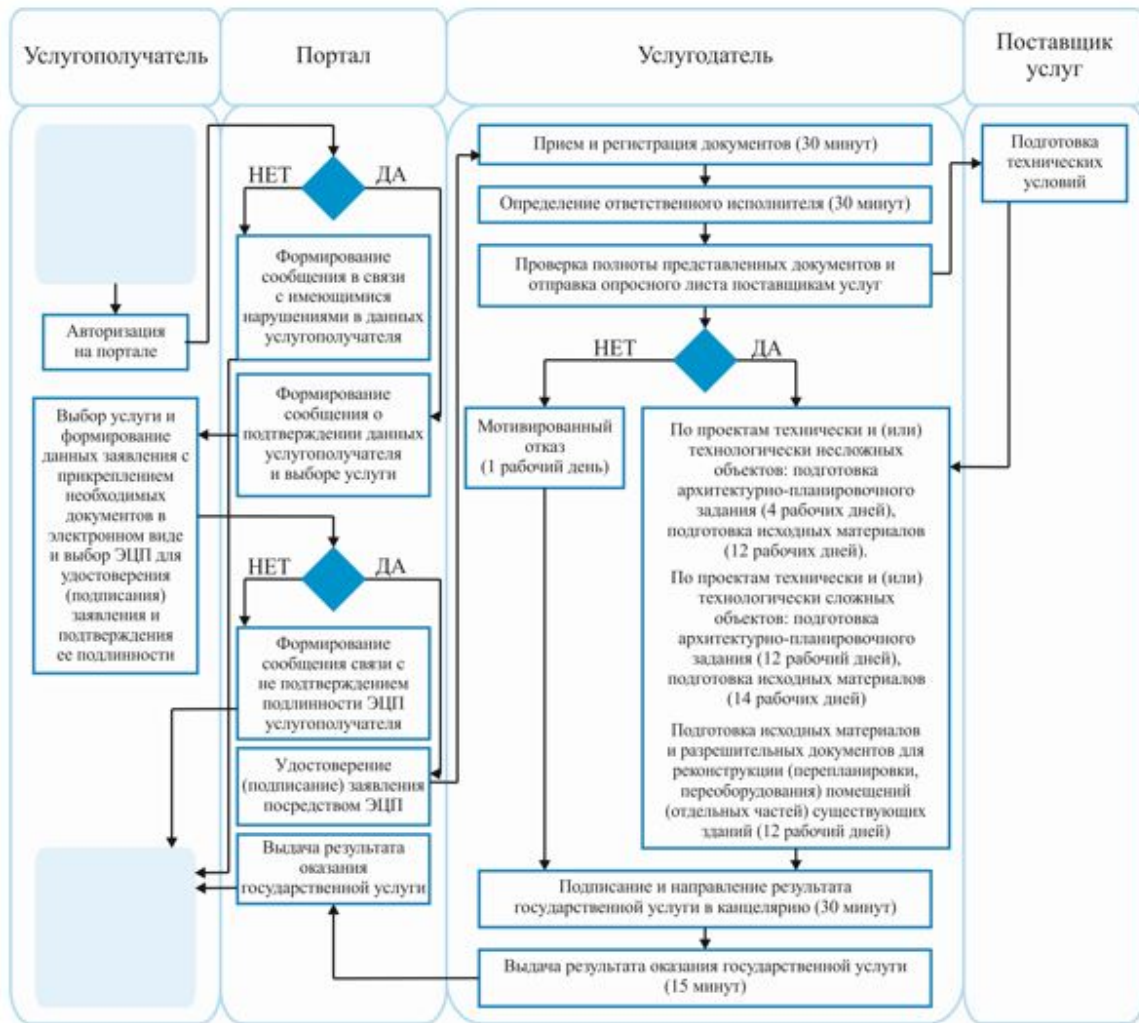 Услугополучатель
Портал
Услугодатель
Поставщик
услуг
Авторизация
на портале
Выбор услуги и
формирование
данных заявления с
прикреплением
необходимых
документов в
электронном виде
и выбор ЭЦП для
удостоверения
(подписания)
заявления и
подтверждения
ее подлинности
НЕТ
ДА
Формирование
сообщения в связи
с имеющимися
нарушениями в данных
услугополучателя
Формирование
сообщения о
подтверждении данных
услугополучателя
и выборе услуги
НЕТ
ДА
Формирование
сообщения связи с
не подтверждением
подлинности ЭЦП
услугополучателя
Удостоверение
(подписание) заявления
посредством ЭЦП
Выдача результата
оказания
государственной услуги
Прием и регистрация документов (30 минут)
Определение ответственного исполнителя (30 минут)
Проверка полноты представленных документов и
отправка опросного листа поставщикам услуг
НЕТ
ДА
Мотивированный
отказ
(1 рабочий день)
По проектам технически и (или)
технологически несложных
объектов: подготовка
архитектурно-планировочного
задания (4 рабочих дней),
подготовка исходных материалов
(12 рабочих дней).
По проектам технически и (или)
технологически сложных
объектов: подготовка
архитектурно-планировочного
задания (12 рабочий дней),
подготовка исходных материалов
(14 рабочих дней)
Подготовка исходных материалов
и разрешительных документов для
реконструкции (перепланировки,
переоборудования) помещений
(отдельных частей) существующих
зданий (12 рабочий дней)
Подписание и направление результата
государственной услуги в канцелярию (30 минут)
Выдача результата оказания государственной услуги
(15 минут)
Подготовка
технических
условий